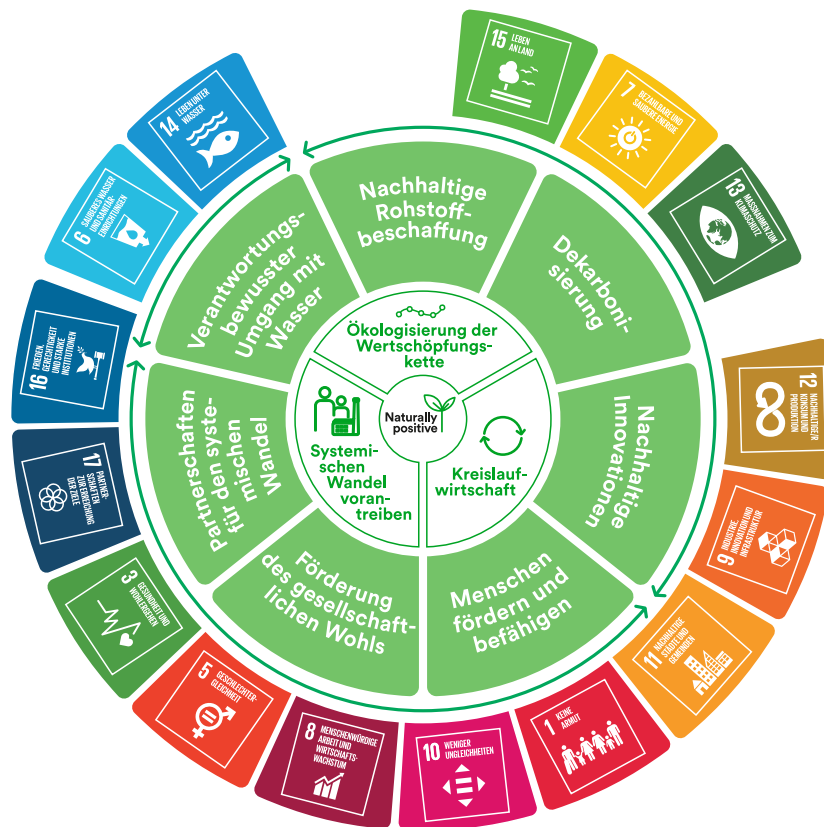 15 LEBEN
AN LAND
7 BEZAHLBARE UND
SAUBERE ENERGIE
13 MASSNAHMEN ZUM
KLIMASCHUTZ
12 NACHHALTIGE/R
KONSUM UND
PRODUKTION
9 INDUSTRIE,
INNOVATION UND
INFRASTRUKTUR
11 NACHHALTIGE
STÄDTE UND
GEMEINDEN
1 KEINE
ARMUT
10 WENIGER
UNGLEICHHEITEN
8 MENSCHENWÜRDIGE
ARBEIT UND
WIRTSCHAFTS-
WACHSTUM
5 GESCHLECHTER-
GLEICHHEIT
3 GESUNDHEIT UND
WOHLERGEHEN
17 PARTNER-
SCHAFTEN
ZUR ERREICHUNG
DER ZIELE
16 FRIEDEN,
GERECHTIGKEIT
UND STARKE
INSTITUTIONEN
6 SAUBERES WASSER
UND SANITÄR-
EINRICHTUNGEN
14 LEBEN UNTER
WASSER
Nachhaltige
Rohstoff-
beschaffung
Dekarboni-
sierung
Nachhaltige
Innovationen
Menschen
fördern und
befähigen
Förderung
des gesellschaft-
lichen Wohls
Partnerschaften
für den syste-
mischen
Wandel
Verantwortungs-
bewusster
Umgang mit
Wasser
Ökologisierung der
Wertschöpfungs-
kette
Kreislauf-
wirtschaft
Systemi-
schen
Wandel
voran-
treiben
Naturally
positive